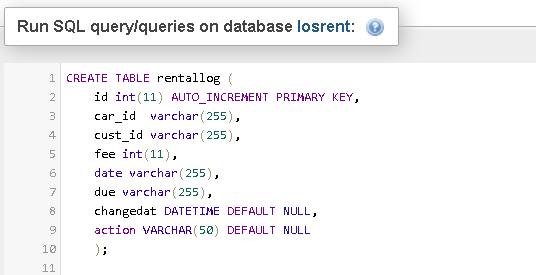 Run SQL query/queries on database losrent:
1 CREATE TABLE rentallog (
2 id int(11) AUTO_INCREMENT PRIMARY KEY,
3 car_id  varchar(255),
4 cust_id varchar(255),
5 fee int(11),
6 date varchar(255),
7 due varchar(255),
8 changedat DATETIME DEFAULT NULL,
9 action VARCHAR(50) DEFAULT NULL
10 );
11